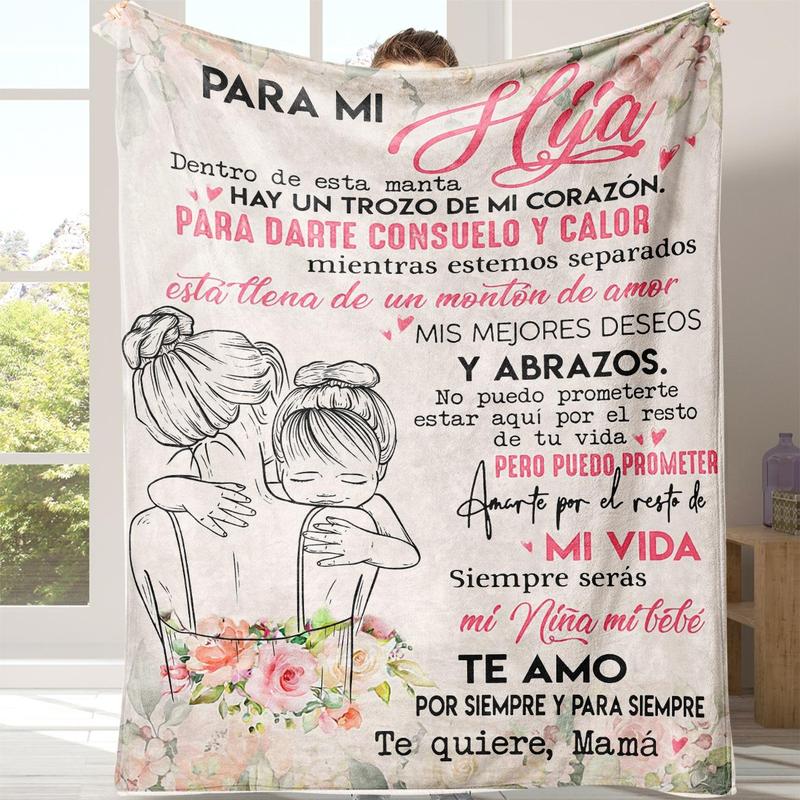 PARA MI Hija
Dentro de esta manta
HAY UN TROZO DE MI CORAZÓN.
PARA DARTE CONSUELO Y CALOR
mientras estemos separados
está llena de un montón de amor
MIS MEJORES DESEOS
Y ABRAZOS.
No puedo prometerte
estar aquí por el resto
de tu vida
PERO PUEDO PROMETER
Amarte por el resto de
MI VIDA
Siempre serás
mi Niña mi bébé
TE AMO
POR SIEMPRE Y PARA SIEMPRE
Te quiere, Mamá